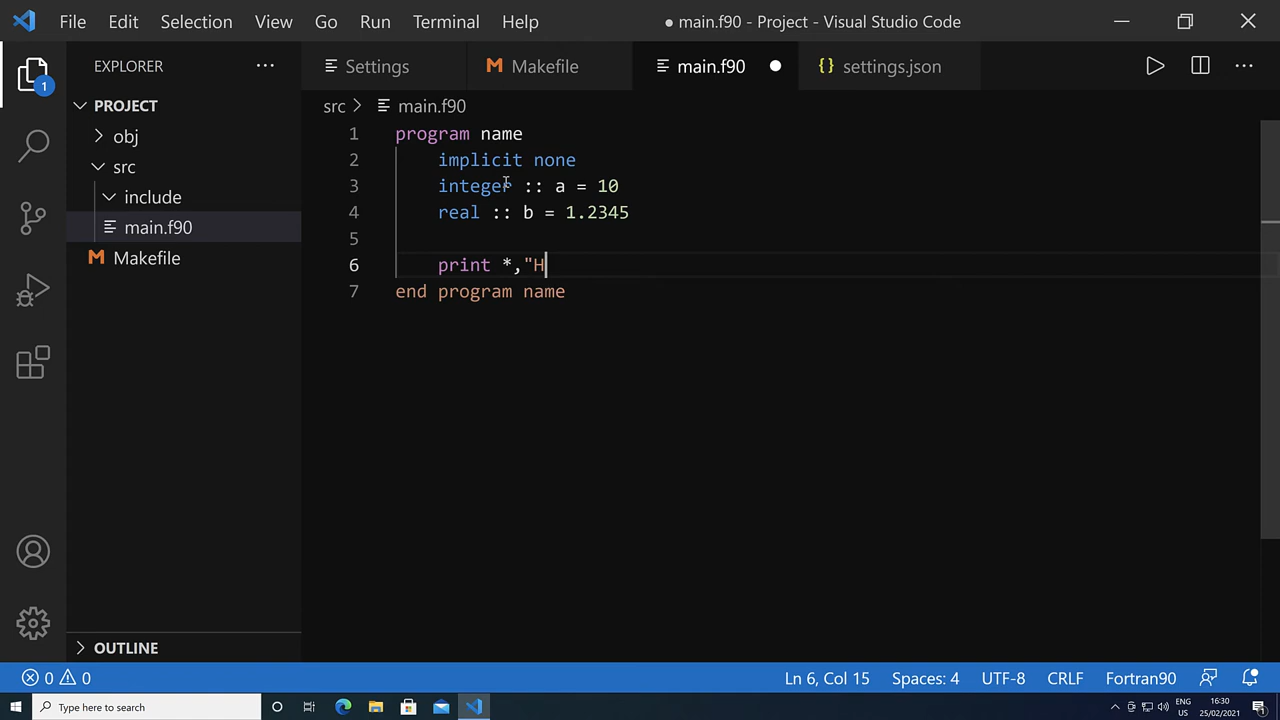 File Edit Selection View Go Run Terminal Help ● main.f90 - Project - Visual Studio Code
EXPLORER ... Settings Makefile main.f90 settings.json
1
PROJECT
obj
src
include
main.f90
Makefile
OUTLINE
src > main.f90
1 program name
2 implicit none
3 integer :: a = 10
4 real :: b = 1.2345
5
6 print *,"H
7 end program name
0 0 Ln 6, Col 15 Spaces: 4 UTF-8 CRLF Fortran90
Type here to search
ENG
US
16:30
25/02/2021
1